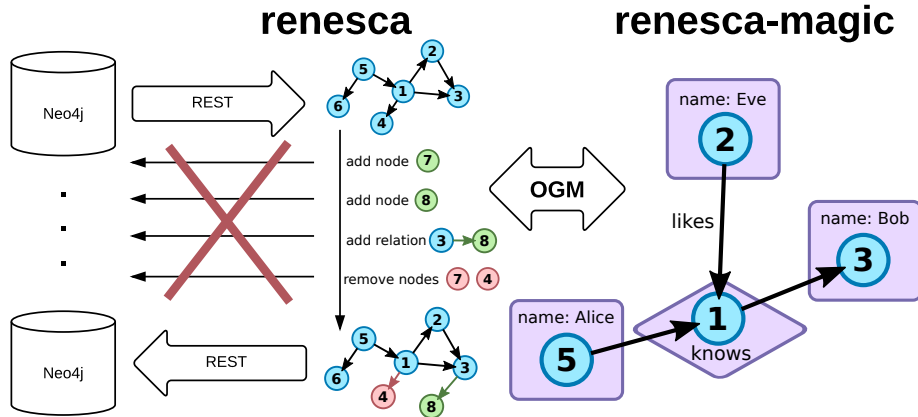 renesca
renesca-magic
Neo4j
REST
5
2
1
3
6
4
add node 7
add node 8
add relation 3 8
remove nodes 7 4
Neo4j
REST
5
2
1
3
6
4
8
OGM
name: Eve
2
likes
name: Bob
3
name: Alice
5
1
knows